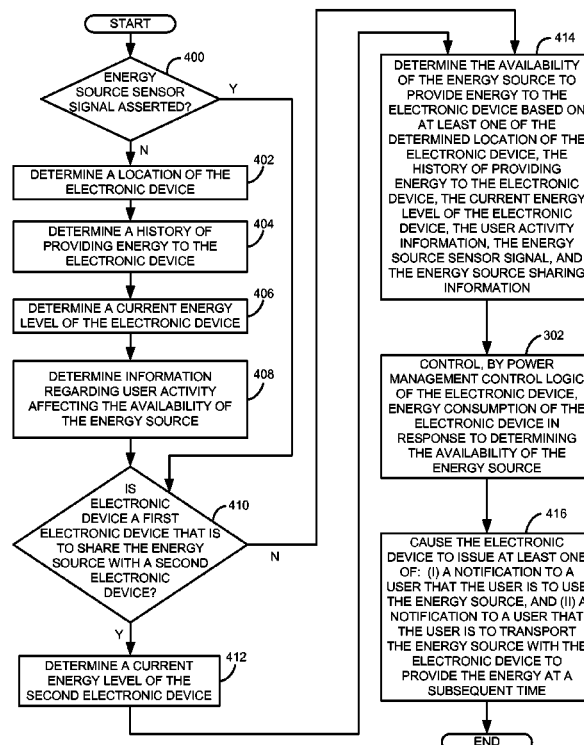 START
400
ENERGY
SOURCE SENSOR
SIGNAL ASSERTED?
Y
N
DETERMINE A LOCATION OF THE
ELECTRONIC DEVICE
402
DETERMINE A HISTORY OF
PROVIDING ENERGY TO THE
ELECTRONIC DEVICE
404
DETERMINE A CURRENT ENERGY
LEVEL OF THE ELECTRONIC DEVICE
406
DETERMINE INFORMATION
REGARDING USER ACTIVITY
AFFECTING THE AVAILABILITY OF
THE ENERGY SOURCE
408
IS
ELECTRONIC
DEVICE A FIRST
ELECTRONIC DEVICE THAT IS
TO SHARE THE ENERGY
SOURCE WITH A SECOND
ELECTRONIC
DEVICE?
410
N
Y
DETERMINE A CURRENT
ENERGY LEVEL OF THE
SECOND ELECTRONIC DEVICE
412
414
DETERMINE THE AVAILABILITY
OF THE ENERGY SOURCE TO
PROVIDE ENERGY TO THE
ELECTRONIC DEVICE BASED ON
AT LEAST ONE OF THE
DETERMINED LOCATION OF THE
ELECTRONIC DEVICE, THE
HISTORY OF PROVIDING
ENERGY TO THE ELECTRONIC
DEVICE, THE CURRENT ENERGY
LEVEL OF THE ELECTRONIC
DEVICE, THE USER ACTIVITY
INFORMATION, THE ENERGY
SOURCE SENSOR SIGNAL, AND
THE ENERGY SOURCE SHARING
INFORMATION
302
CONTROL, BY POWER
MANAGEMENT CONTROL LOGIC
OF THE ELECTRONIC DEVICE,
ENERGY CONSUMPTION OF THE
ELECTRONIC DEVICE IN
RESPONSE TO DETERMINING
THE AVAILABILITY OF THE
ENERGY SOURCE
416
CAUSE THE ELECTRONIC
DEVICE TO ISSUE AT LEAST ONE
OF: (I) A NOTIFICATION TO A
USER THAT THE USER IS TO USE
THE ENERGY SOURCE, AND (II) A
NOTIFICATION TO A USER THAT
THE USER IS TO TRANSPORT
THE ENERGY SOURCE WITH THE
ELECTRONIC DEVICE TO
PROVIDE THE ENERGY AT A
SUBSEQUENT TIME
END